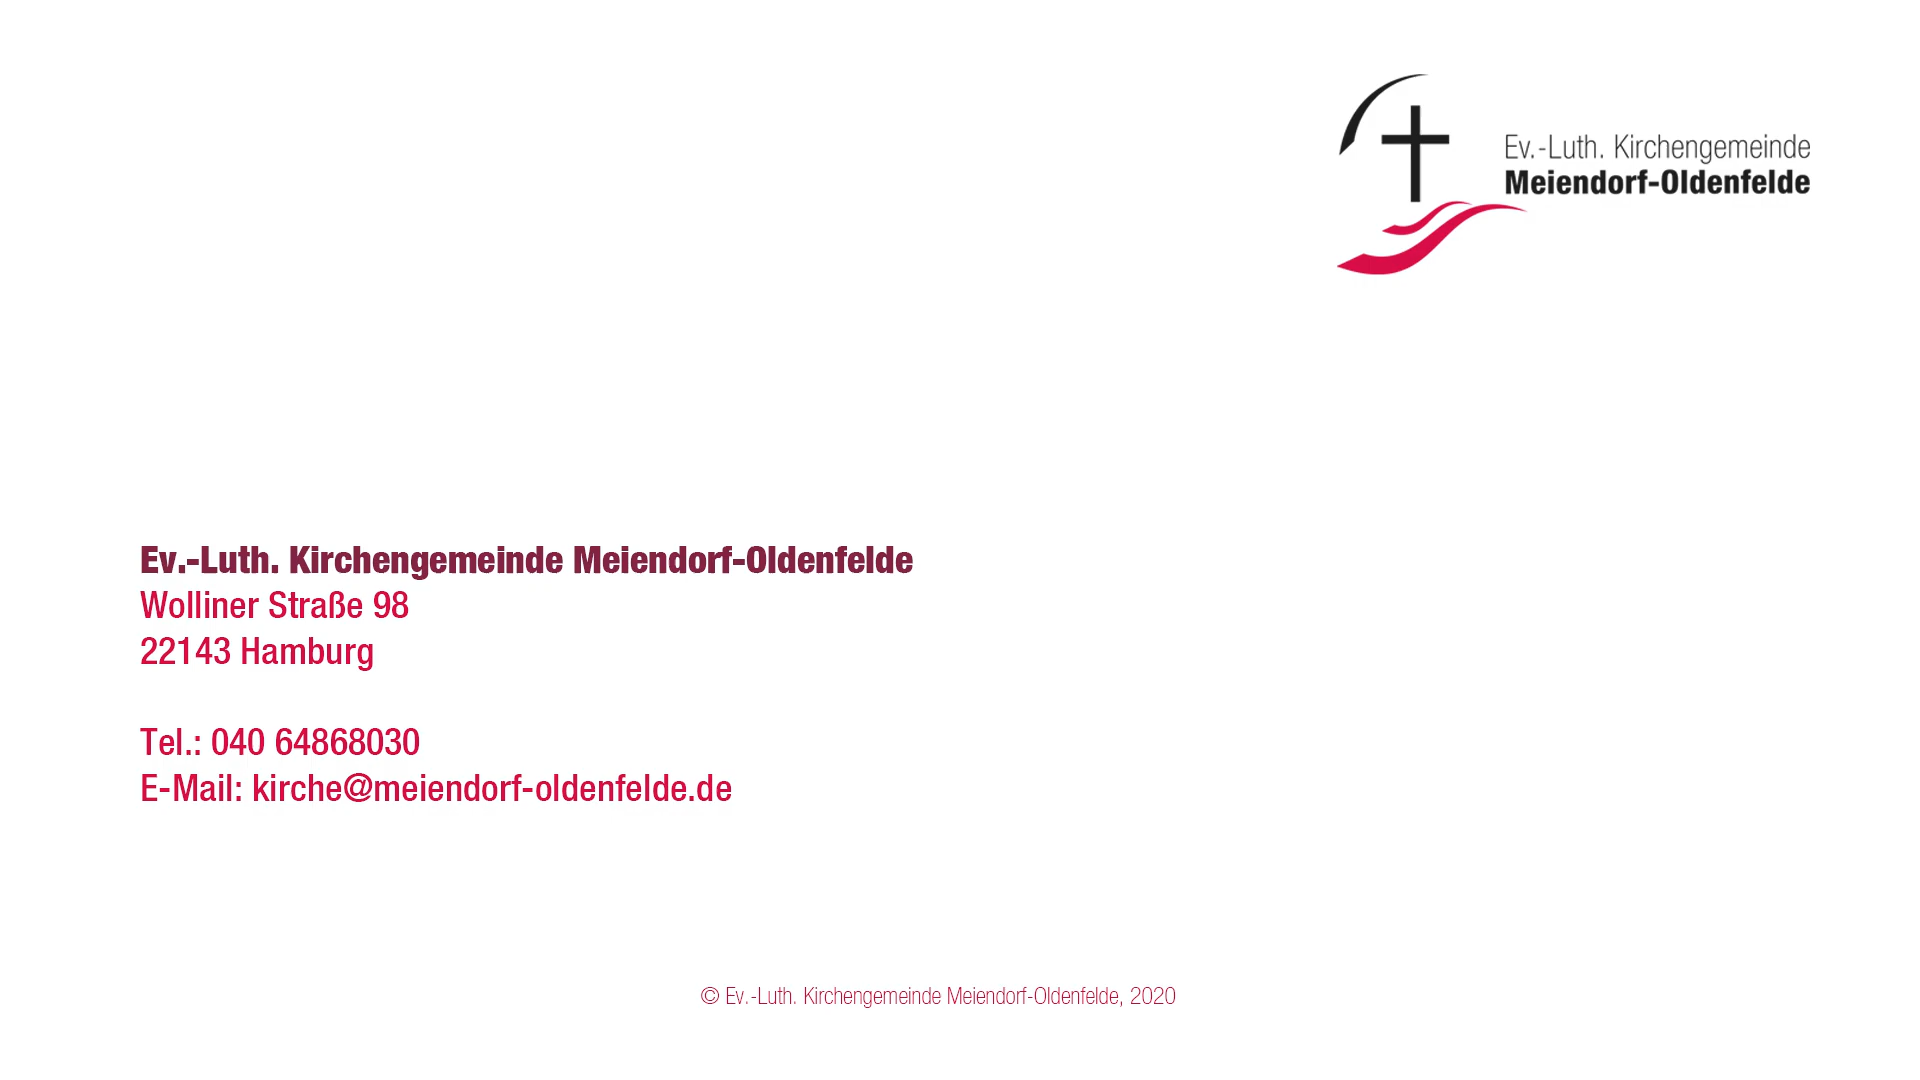 Ev.-Luth. Kirchengemeinde
Meiendorf-Oldenfelde
Ev.-Luth. Kirchengemeinde Meiendorf-Oldenfelde
Wolliner Straße 98
22143 Hamburg
Tel.: 040 64868030
E-Mail: kirche@meiendorf-oldenfelde.de
© Ev.-Luth. Kirchengemeinde Meiendorf-Oldenfelde, 2020